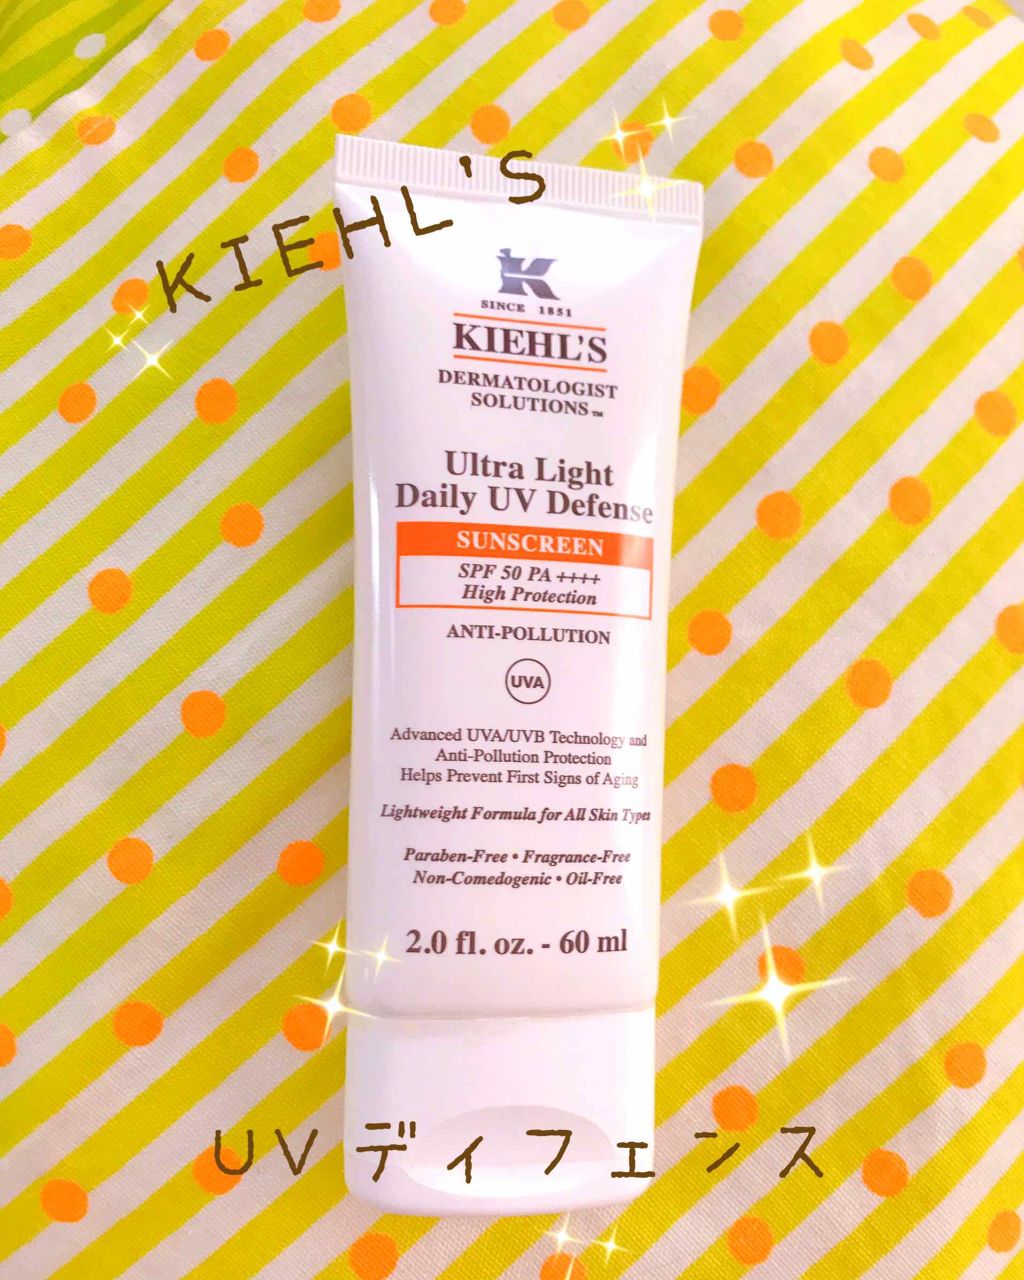 KIEHL'S
K
SINCE 1851
KIEHL'S
DERMATOLOGIST
SOLUTIONS™
Ultra Light
Daily UV Defense
SUNSCREEN
SPF 50 PA ++++
High Protection
ANTI-POLLUTION
UVA
Advanced UVA/UVB Technology and
Anti-Pollution Protection
Helps Prevent First Signs of Aging
Lightweight Formula for All Skin Types
Paraben-Free • Fragrance-Free
Non-Comedogenic • Oil-Free
2.0 fl. oz. - 60 ml
UVディフェンス